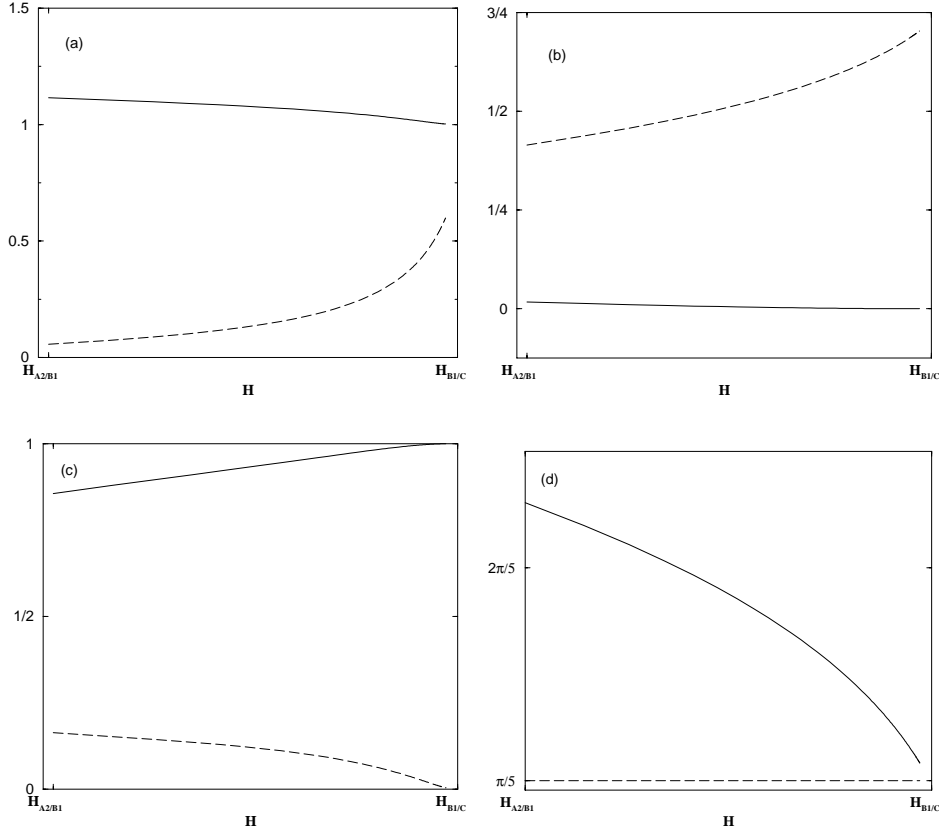 1.5
(a)
1
0.5
0
H_A2/B1
H_B1/C
H
3/4
(b)
1/2
1/4
0
H_A2/B1
H_B1/C
H
1
(c)
1/2
0
H_A2/B1
H_B1/C
H
(d)
2π/5
π/5
H_A2/B1
H_B1/C
H